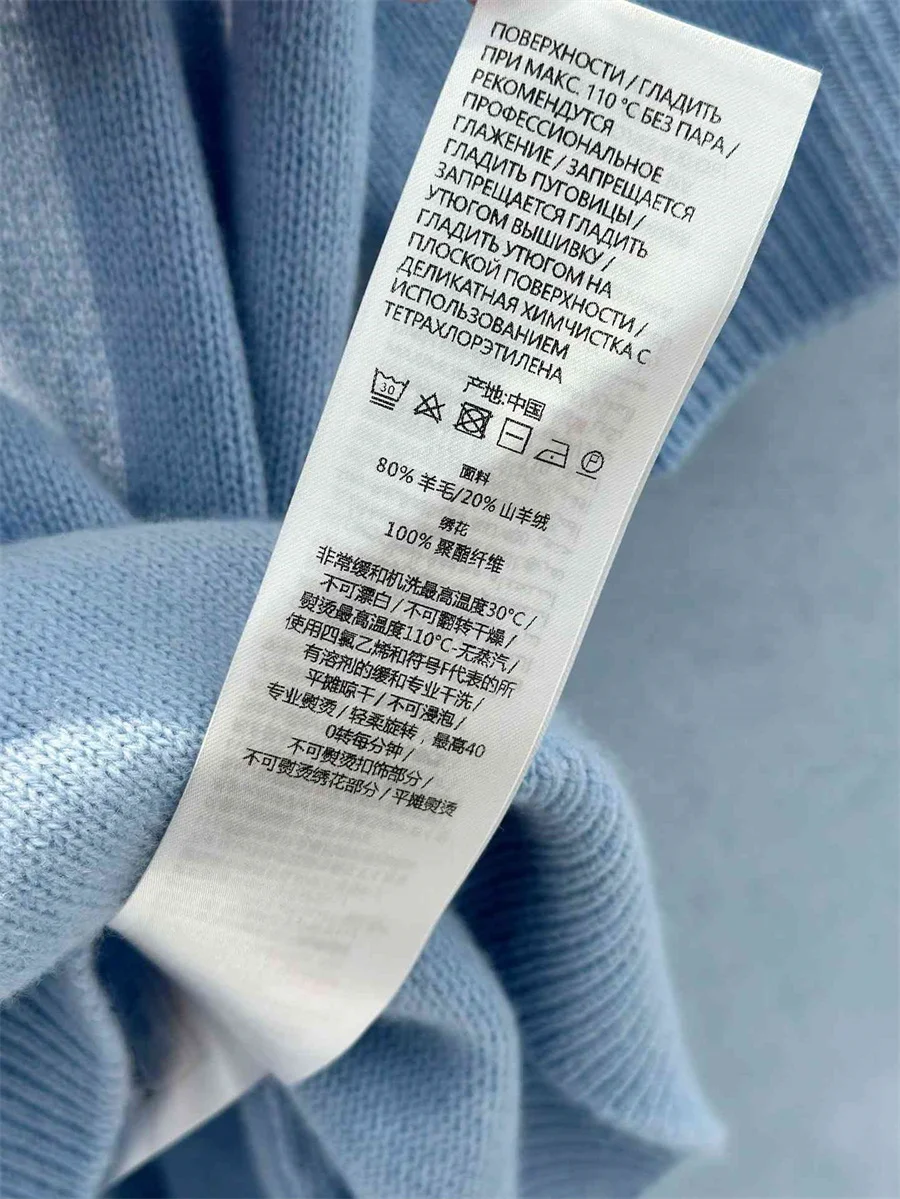 ПОВЕРХНОСТИ / ГЛАДИТЬ
ПРИ МАКС. 110 °C БЕЗ ПАРА /
РЕКОМЕНДУТСЯ
ПРОФЕССИОНАЛЬНОЕ
ГЛАЖЕНИЕ / ЗАПРЕЩАЕТСЯ
ГЛАДИТЬ ПУГОВИЦЫ /
ЗАПРЕЩАЕТСЯ ГЛАДИТЬ
УТЮГОМ ВЫШИВКУ /
ГЛАДИТЬ УТЮГОМ НА
ПЛОСКОЙ ПОВЕРХНОСТИ /
ДЕЛИКАТНАЯ ХИМЧИСТКА С
ИСПОЛЬЗОВАНИЕМ
ТЕТРАХЛОРЭТИЛЕНА
产地:中国
30
P
面料
80% 羊毛/20% 山羊绒
绣花
100% 聚酯纤维
非常缓和机洗最高温度30°C /
不可漂白 / 不可翻转干燥 /
熨烫最高温度110°C-无蒸汽 /
使用四氯乙烯和符号F代表的所
有溶剂的缓和专业干洗 /
平摊晾干 / 不可浸泡 /
专业熨烫 / 轻柔旋转，最高40
0转每分钟 /
不可熨烫扣饰部分 /
不可熨烫绣花部分 / 平摊熨烫